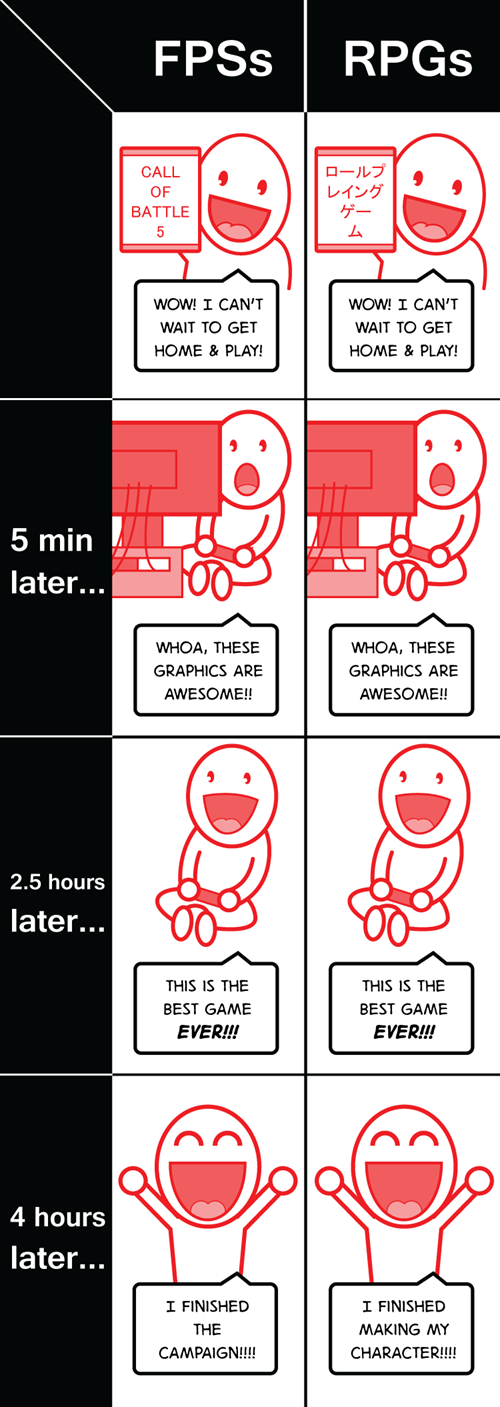 FPSs
RPGs
CALL
OF
BATTLE
5
WOW! I CAN'T
WAIT TO GET
HOME & PLAY!
ロールプ
レイング
ゲー
ム
WOW! I CAN'T
WAIT TO GET
HOME & PLAY!
5 min
later...
WHOA, THESE
GRAPHICS ARE
AWESOME!!
WHOA, THESE
GRAPHICS ARE
AWESOME!!
2.5 hours
later...
THIS IS THE
BEST GAME
EVER!!!
THIS IS THE
BEST GAME
EVER!!!
4 hours
later...
I FINISHED
THE
CAMPAIGN!!!!
I FINISHED
MAKING MY
CHARACTER!!!!